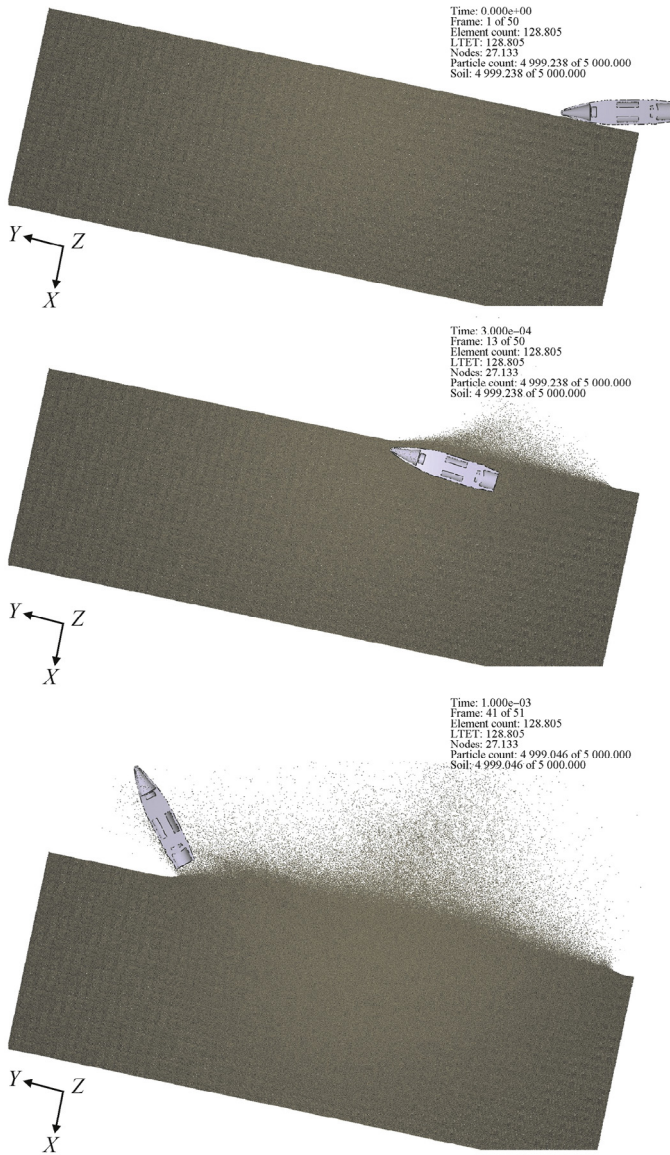 Time: 0.000e+00
Frame: 1 of 50
Element count: 128.805
LTET: 128.805
Nodes: 27.133
Particle count: 4 999.238 of 5 000.000
Soil: 4 999.238 of 5 000.000
Y Z
X
Time: 3.000e−04
Frame: 13 of 50
Element count: 128.805
LTET: 128.805
Nodes: 27.133
Particle count: 4 999.238 of 5 000.000
Soil: 4 999.238 of 5 000.000
Y Z
X
Time: 1.000e−03
Frame: 41 of 51
Element count: 128.805
LTET: 128.805
Nodes: 27.133
Particle count: 4 999.046 of 5 000.000
Soil: 4 999.046 of 5 000.000
Y Z
X